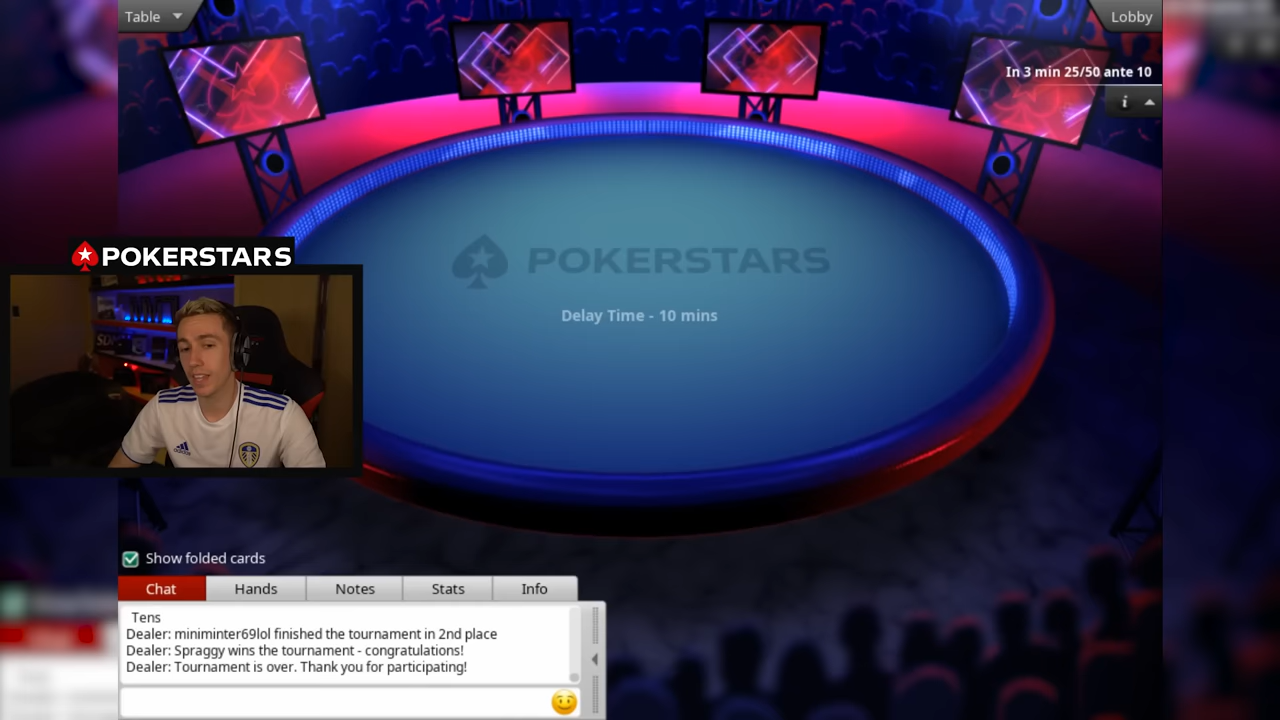 Table
Lobby
In 3 min 25/50 ante 10
i
POKERSTARS
POKERSTARS
Delay Time - 10 mins
adidas
Show folded cards
Chat
Hands
Notes
Stats
Info
Tens
Dealer: miniminter69lol finished the tournament in 2nd place
Dealer: Spraggy wins the tournament - congratulations!
Dealer: Tournament is over. Thank you for participating!